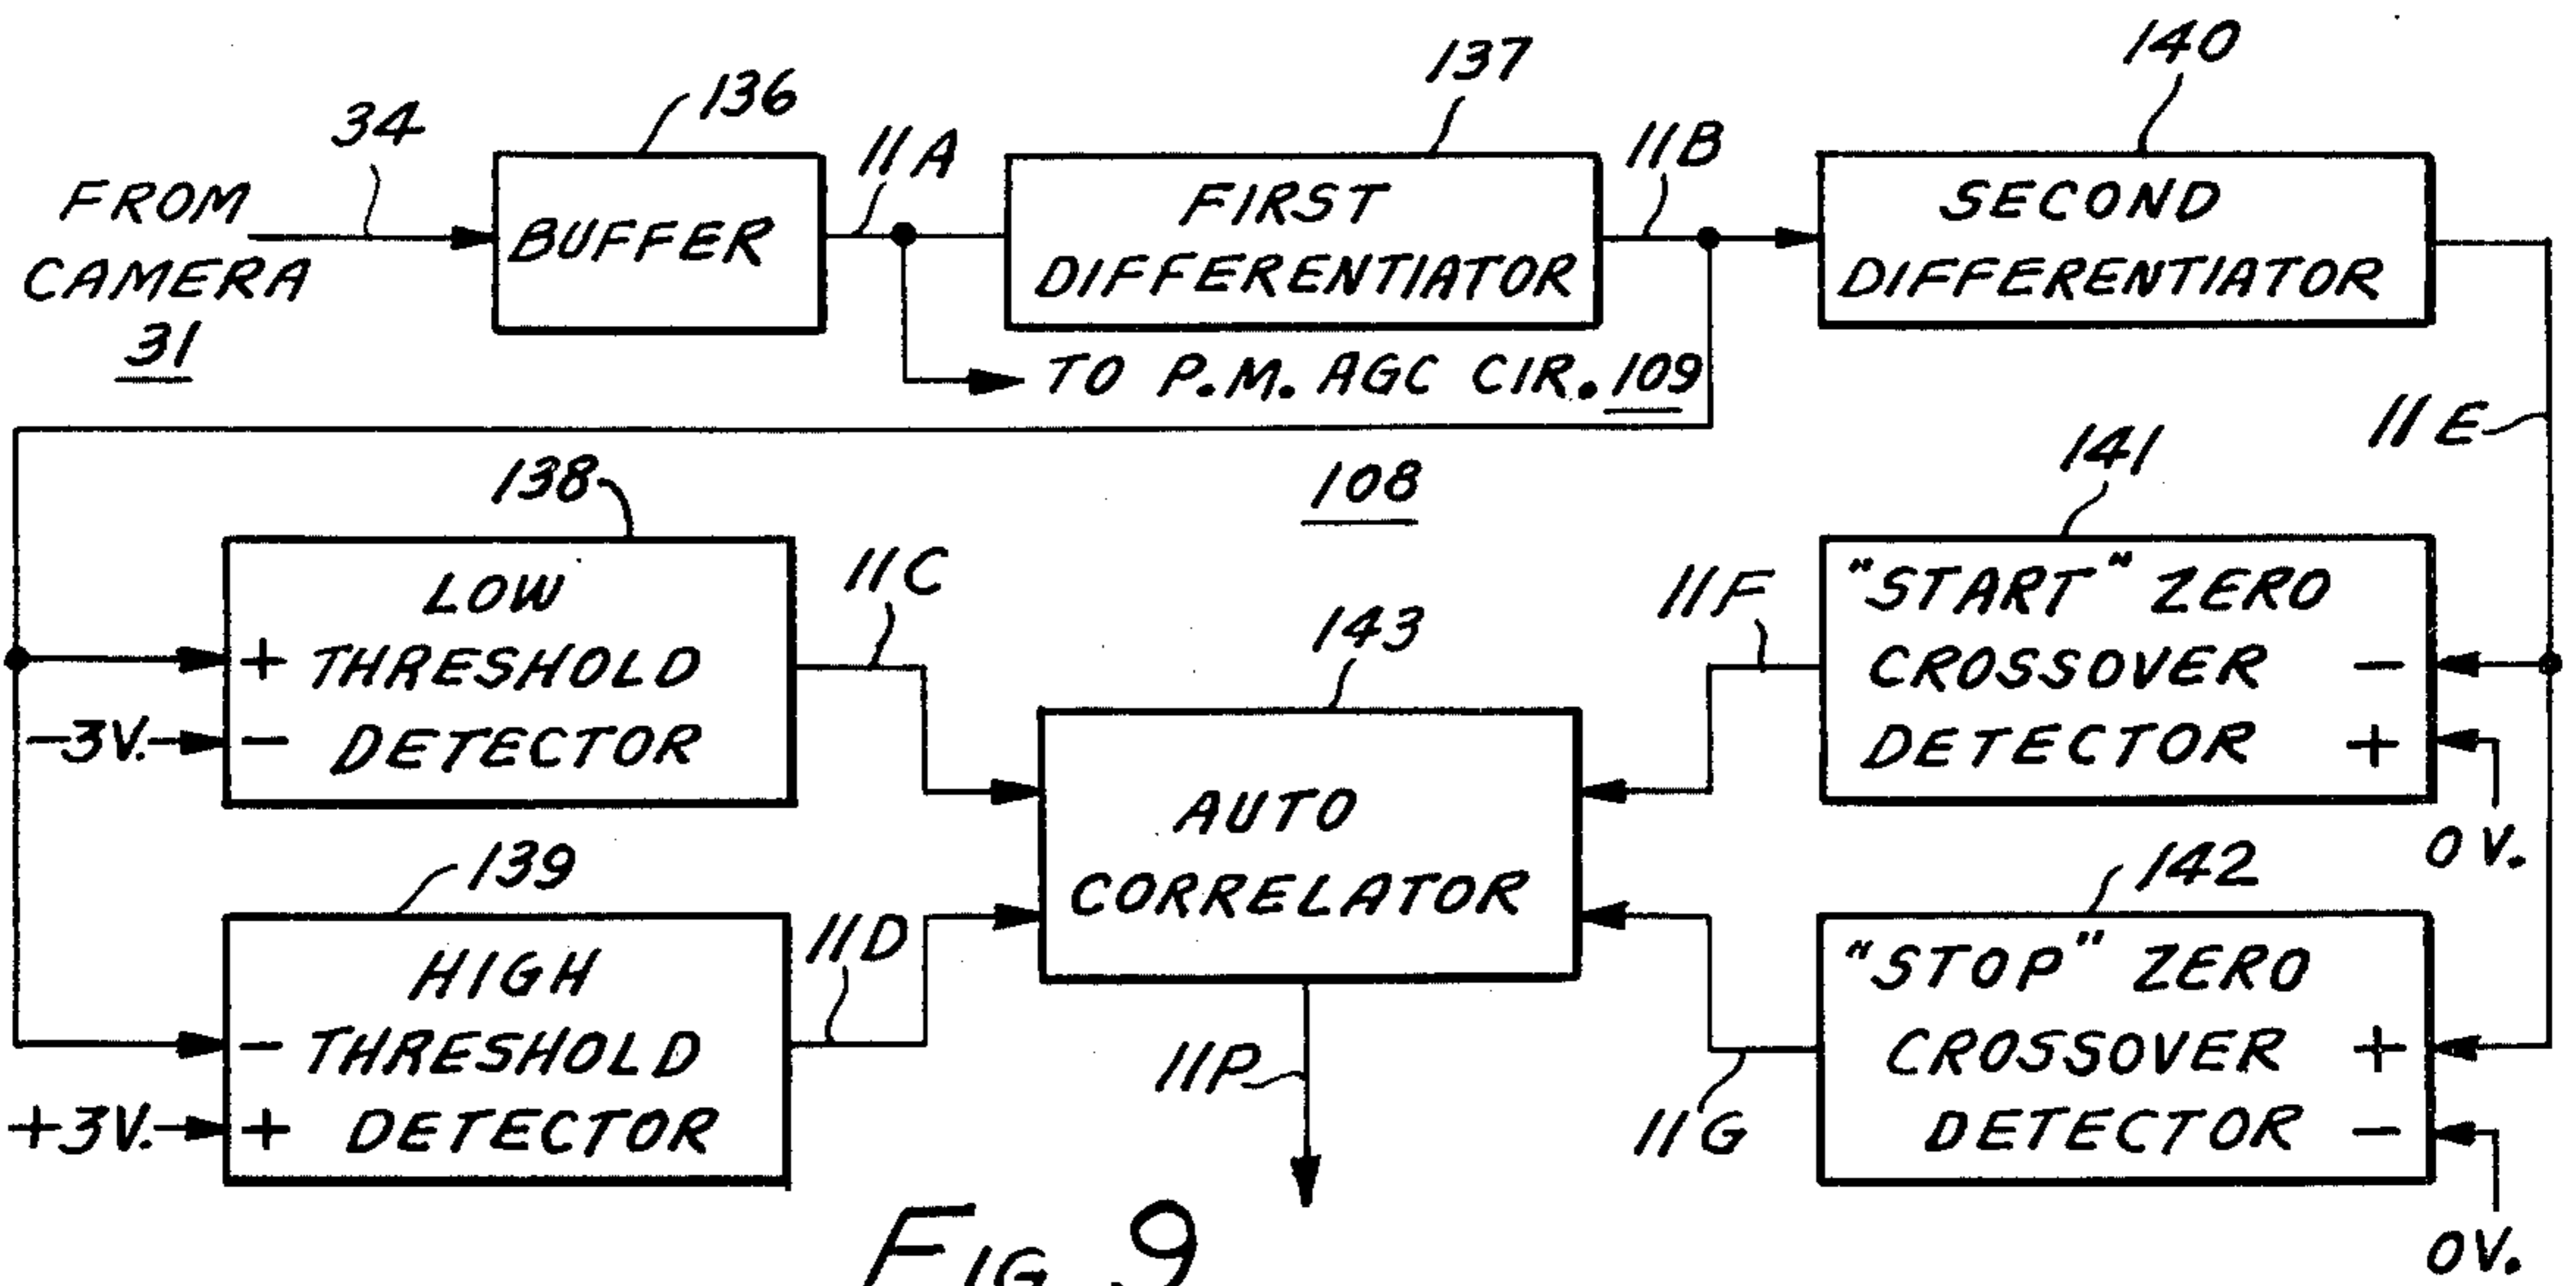 140
137
136
34
11A
11B
FROM
CAMERA
31
BUFFER
FIRST
DIFFERENTIATOR
SECOND
DIFFERENTIATOR
TO P.M. AGC CIR. 109
11E
138
108
141
LOW
+ THRESHOLD
-3V. - DETECTOR
11C
143
11F
"START" ZERO
CROSSOVER -
DETECTOR +
0 V.
AUTO
CORRELATOR
139
142
HIGH
- THRESHOLD
+3V. + DETECTOR
11D
11P
11G
"STOP" ZERO
CROSSOVER +
DETECTOR -
0V.
FIG 9